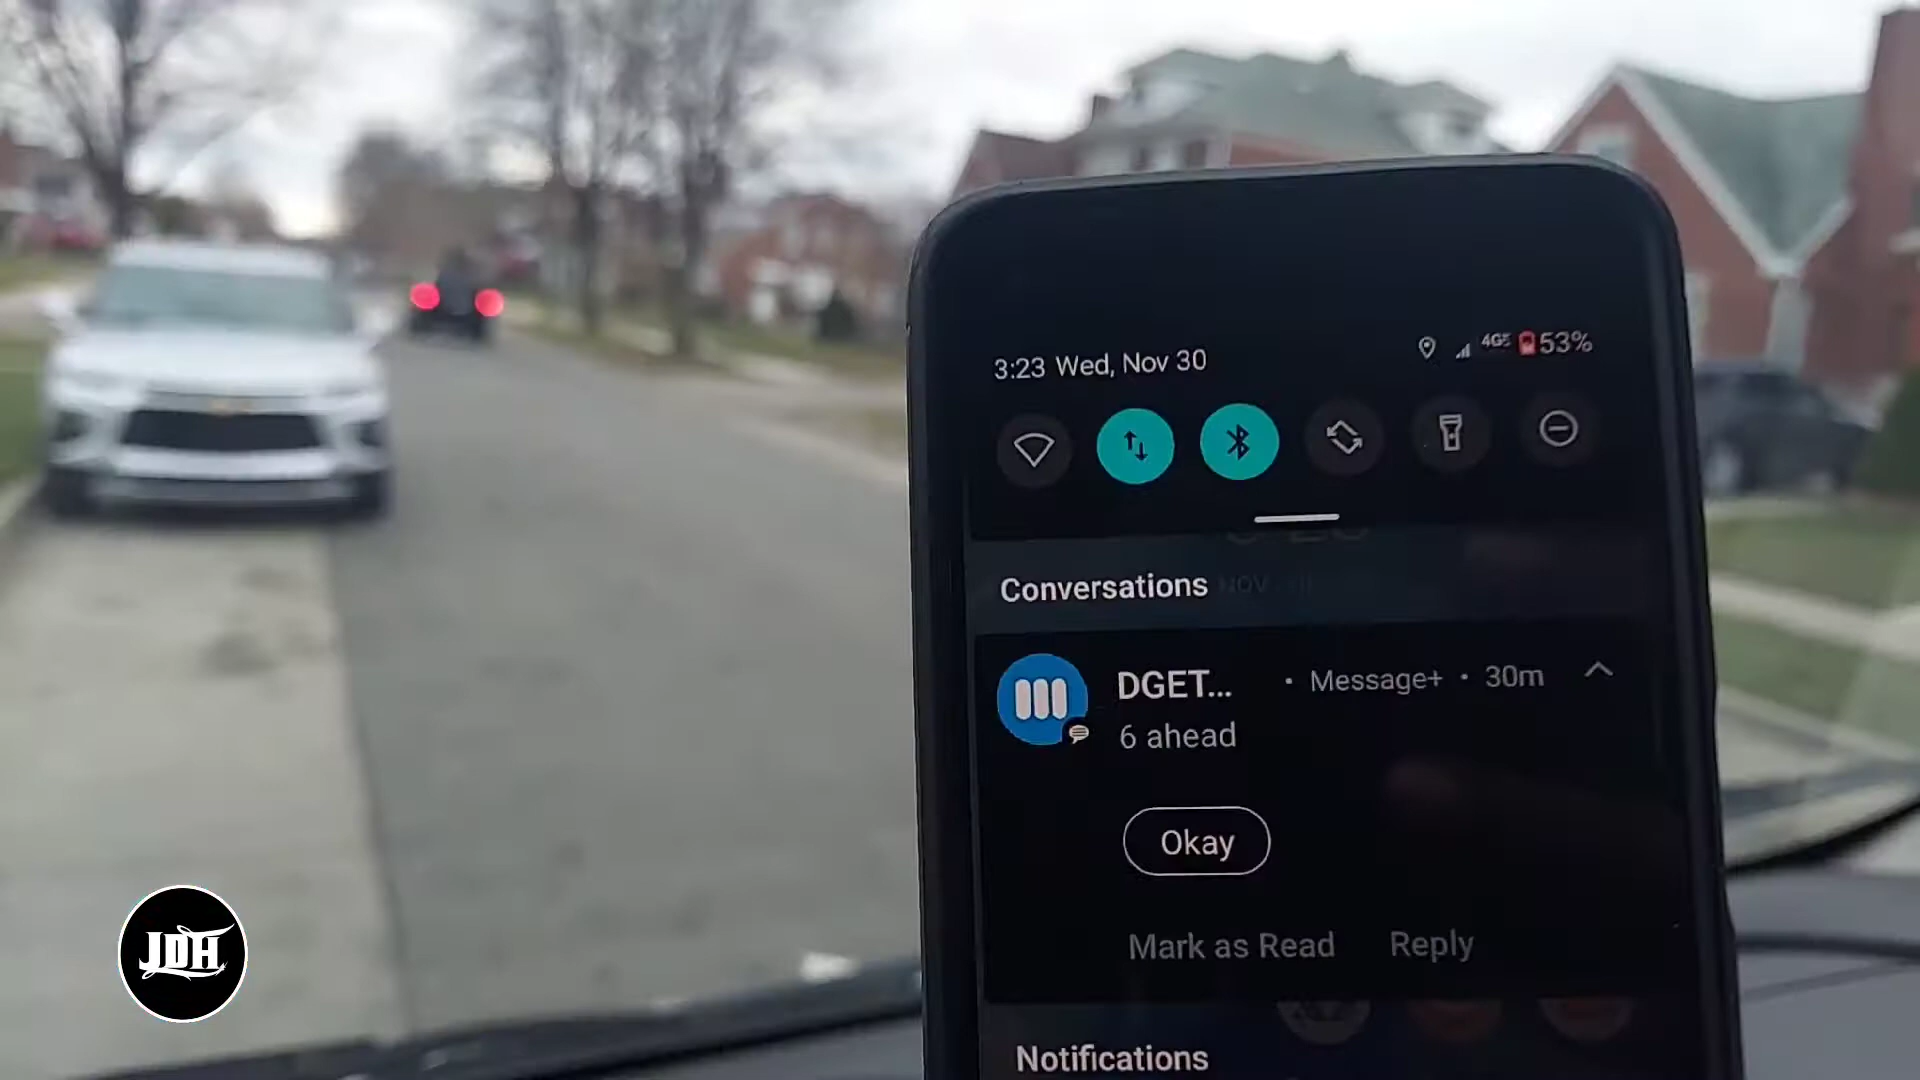 3:23 Wed, Nov 30
53%
Conversations
DGET... • Message+ • 30m
6 ahead
Okay
Mark as Read Reply
Notifications
JDH